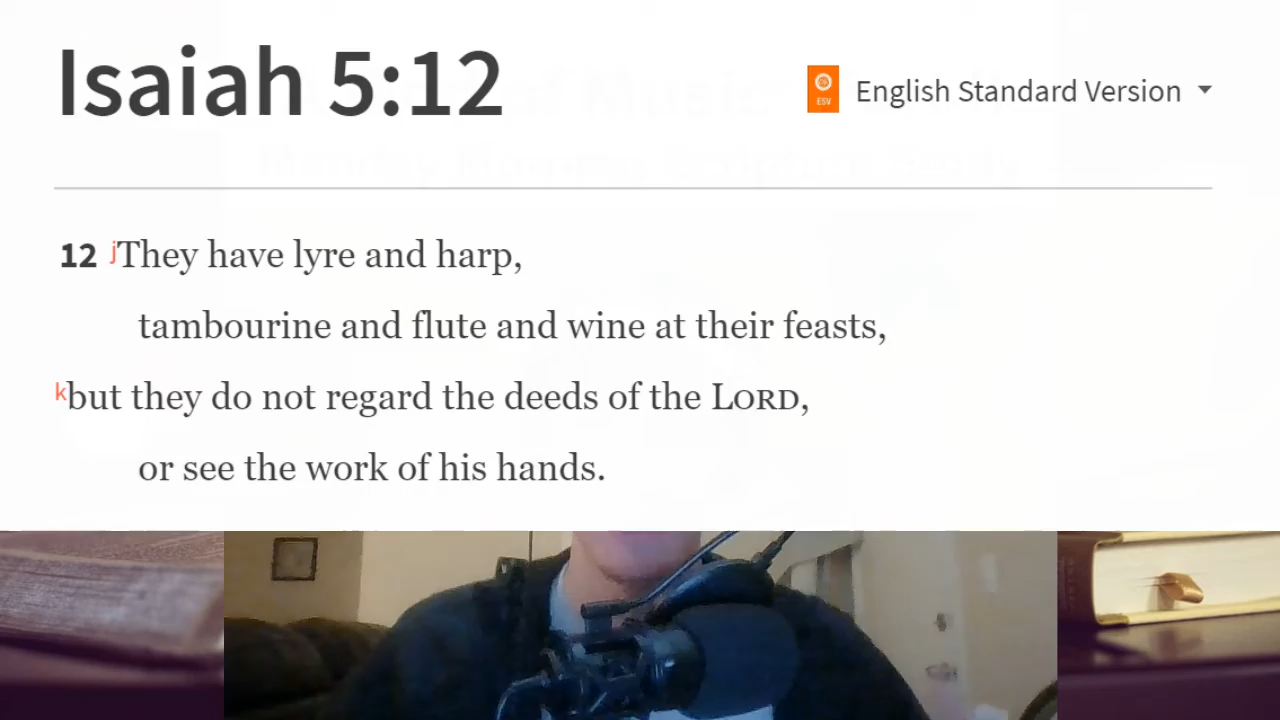 Isaiah 5:12
ESV
English Standard Version
12 jThey have lyre and harp,
tambourine and flute and wine at their feasts,
kbut they do not regard the deeds of the LORD,
or see the work of his hands.